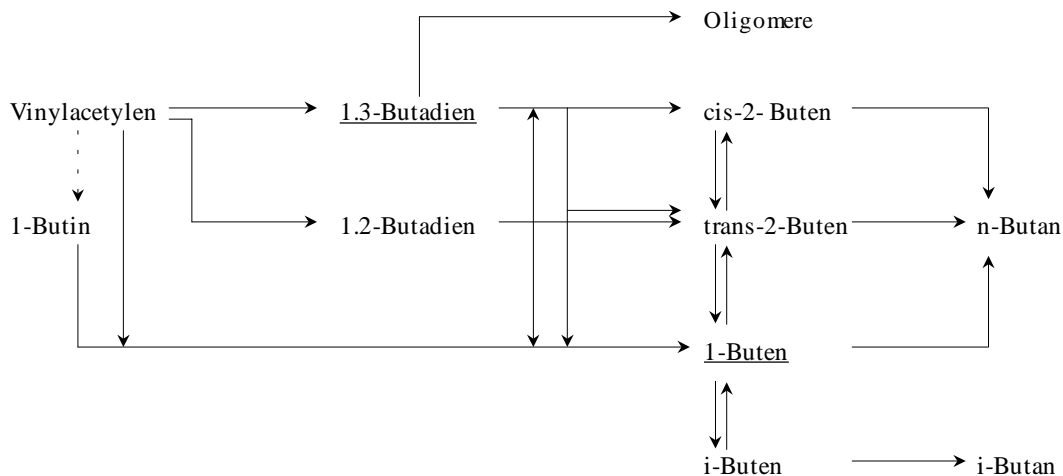 Oligomere
Vinylacetylen 1.3-Butadien cis-2- Buten
1-Butin 1.2-Butadien trans-2-Buten n-Butan
1-Buten
i-Buten i-Butan